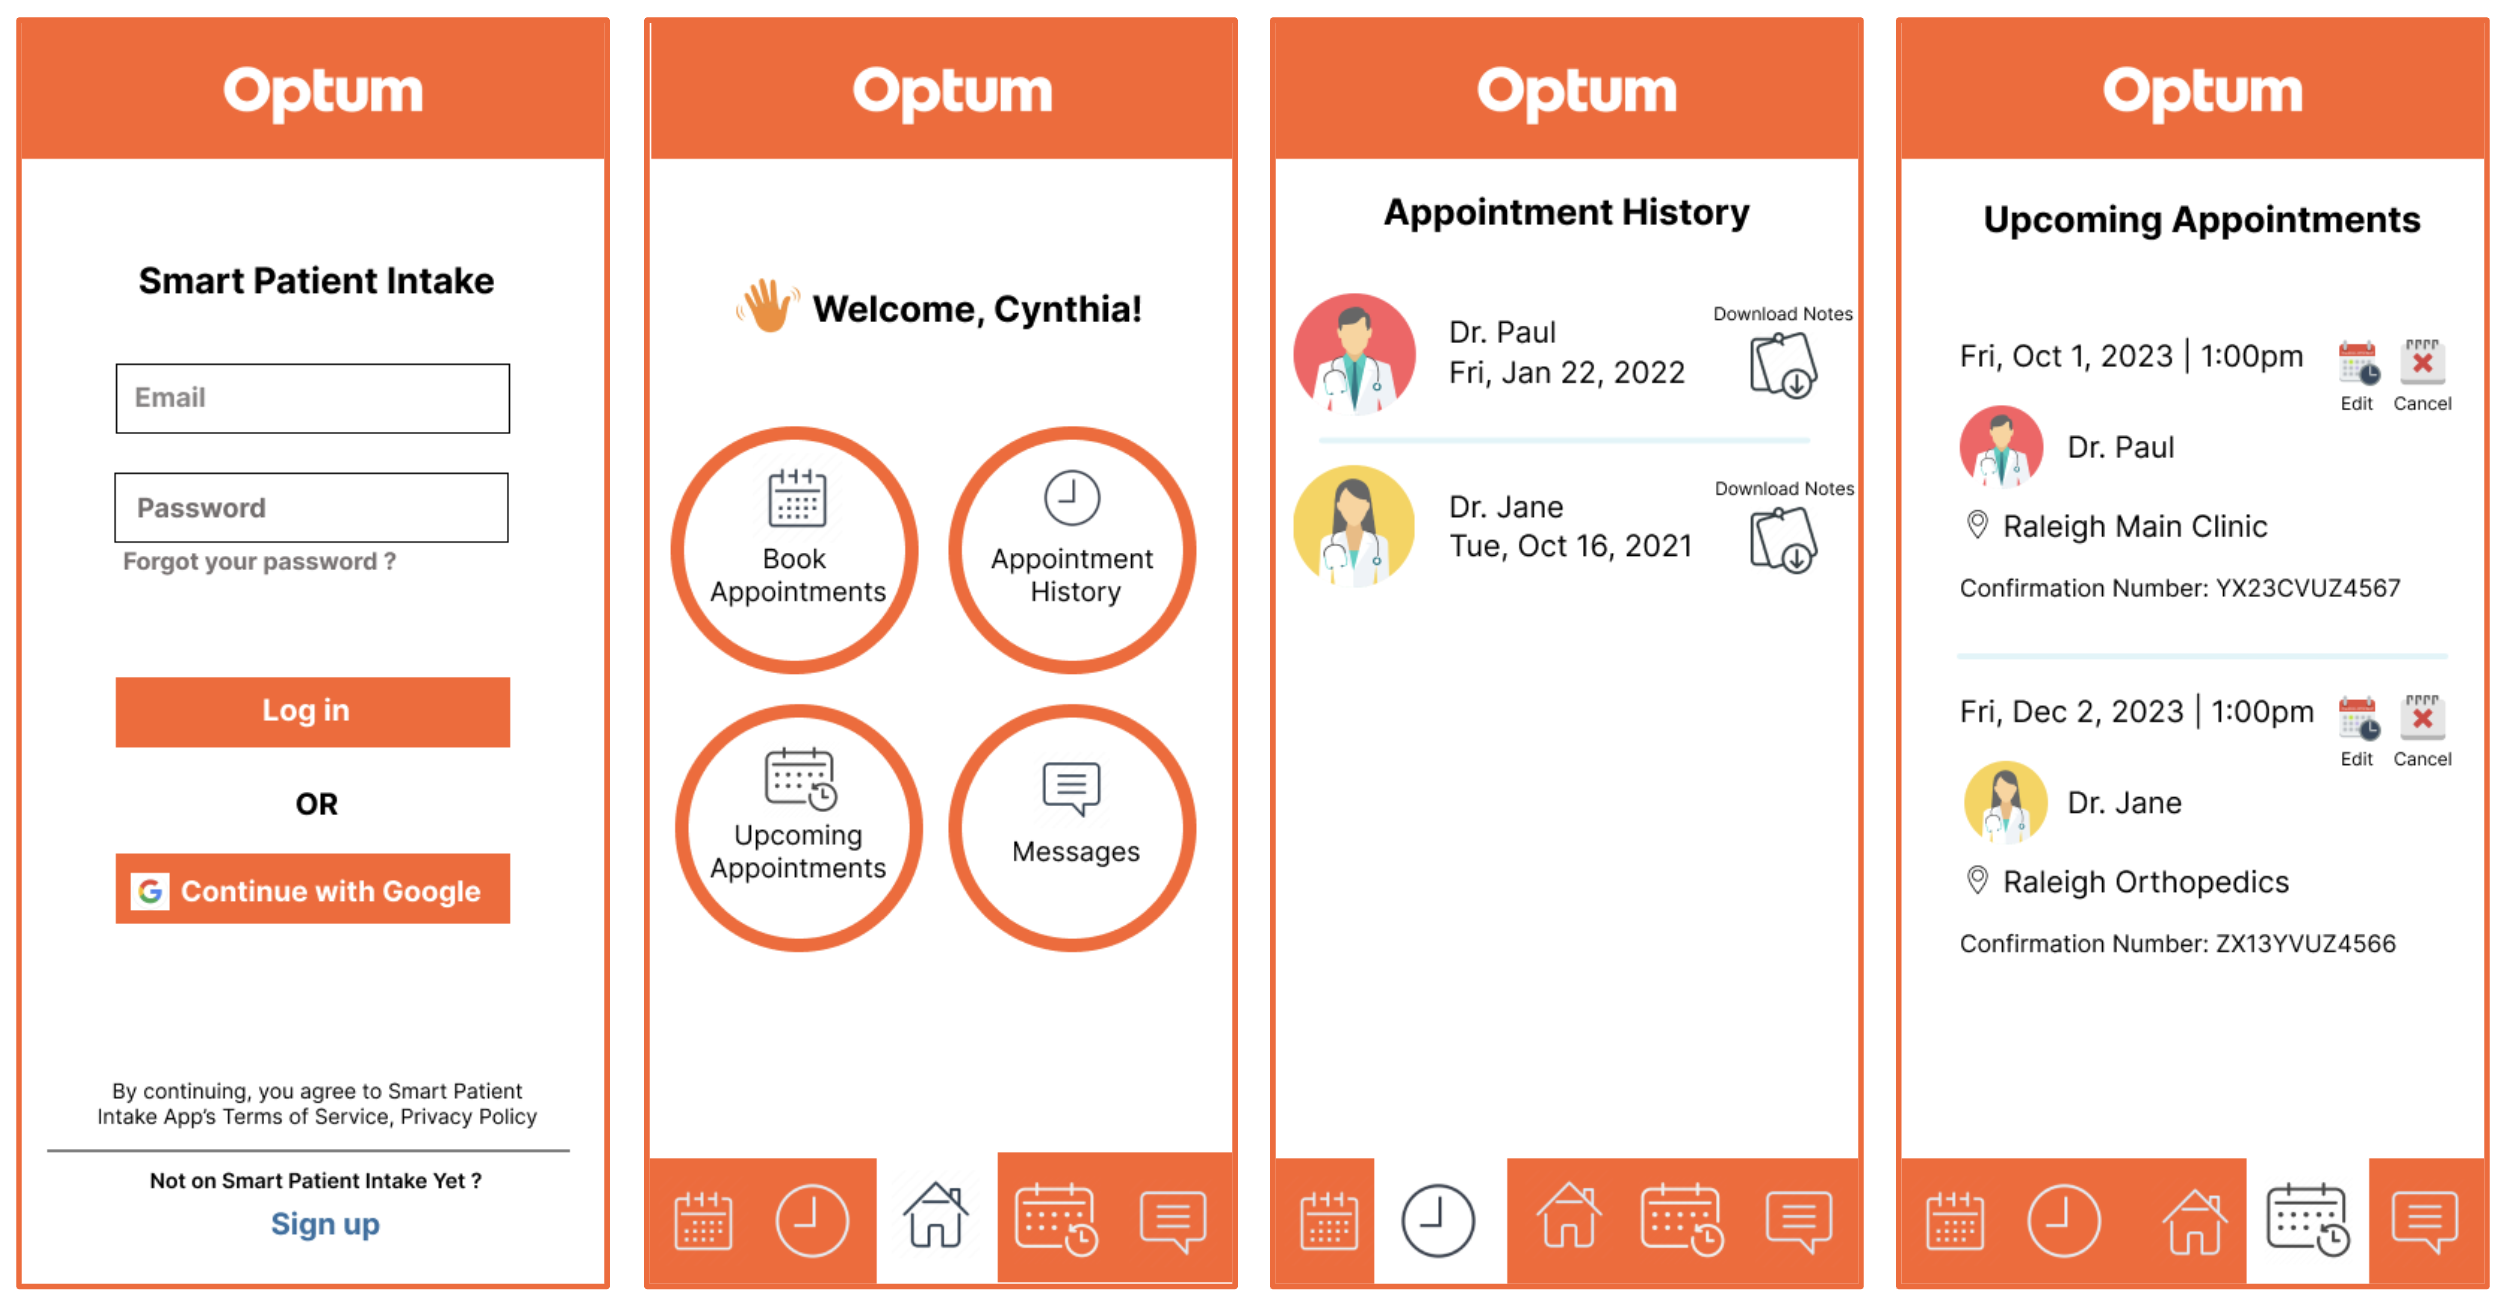 Optum
Smart Patient Intake
Email
Password
Forgot your password ?
Log in
OR
G Continue with Google
By continuing, you agree to Smart Patient
Intake App's Terms of Service, Privacy Policy
Not on Smart Patient Intake Yet ?
Sign up
Optum
Welcome, Cynthia!
Book
Appointments
Appointment
History
Upcoming
Appointments
Messages
Optum
Appointment History
Download Notes
Dr. Paul
Fri, Jan 22, 2022
Download Notes
Dr. Jane
Tue, Oct 16, 2021
Optum
Upcoming Appointments
Fri, Oct 1, 2023 | 1:00pm
Edit Cancel
Dr. Paul
Raleigh Main Clinic
Confirmation Number: YX23CVUZ4567
Fri, Dec 2, 2023 | 1:00pm
Edit Cancel
Dr. Jane
Raleigh Orthopedics
Confirmation Number: ZX13YVUZ4566